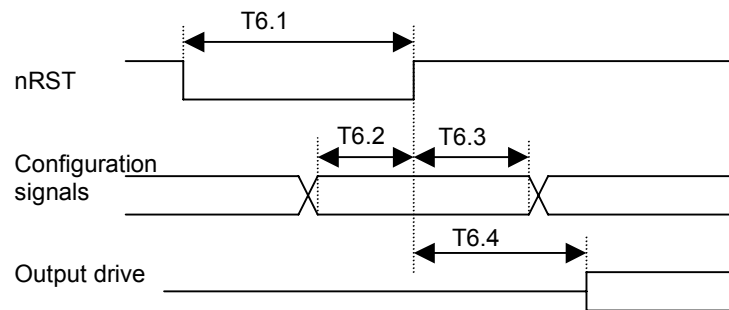 T6.1
nRST
T6.2
T6.3
Configuration
signals
T6.4
Output drive